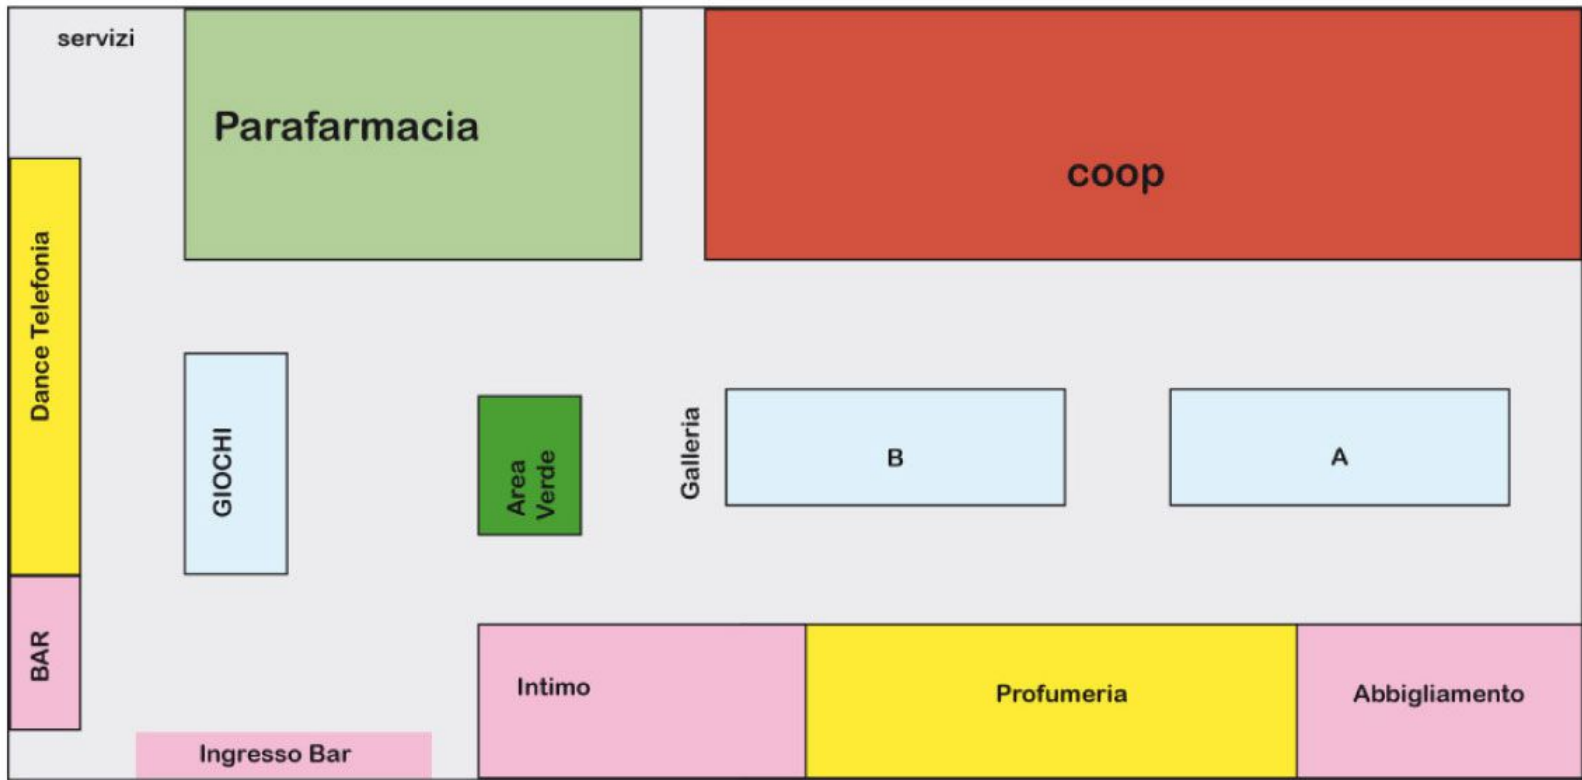 servizi
Parafarmacia
coop
Dance Telefonia
GIOCHI
Area
Verde
Galleria
B
A
BAR
Intimo
Profumeria
Abbigliamento
Ingresso Bar